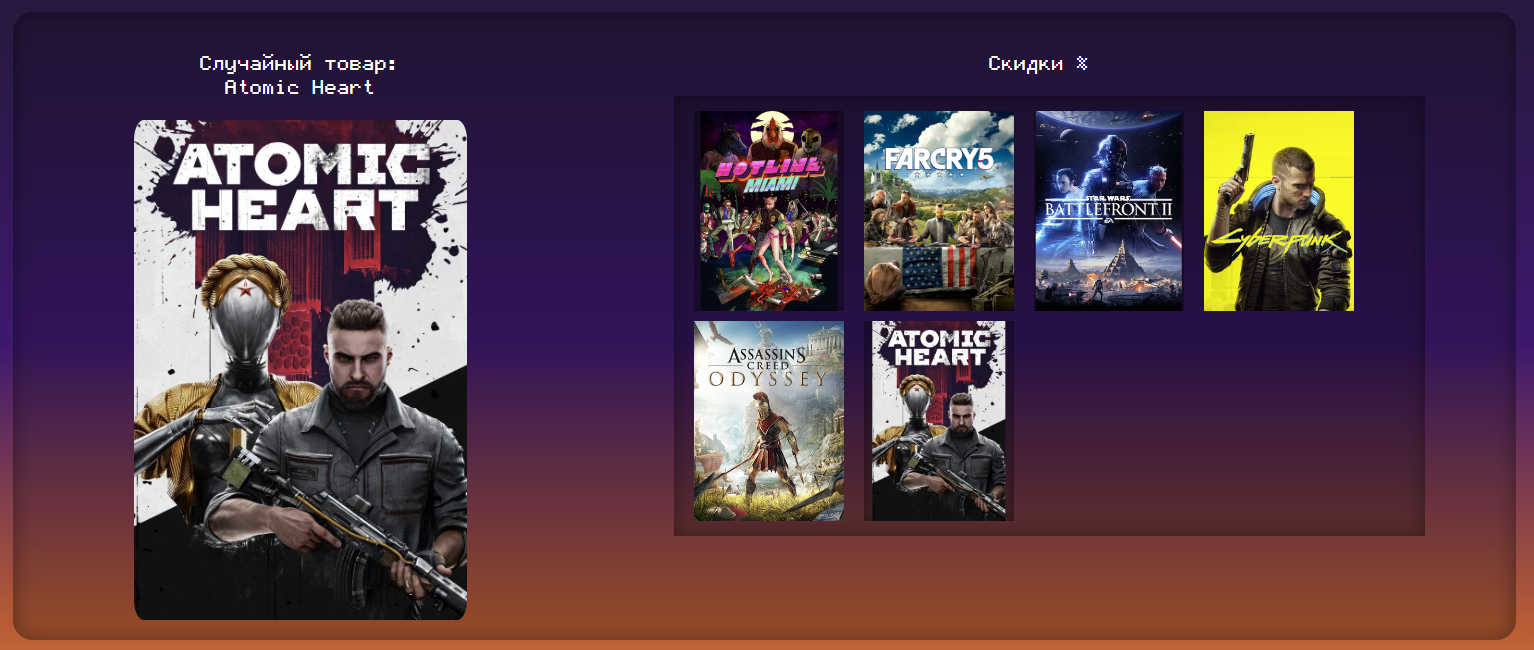 Случайный товар:
Atomic Heart
ATOMIC
HEART
Скидки %
HOTLINE
MIAMI
FARCRY5
STAR WARS
BATTLEFRONT II
EA
Cyberpunk
ASSASSIN'S
CREED
ODYSSEY
ATOMIC
HEART